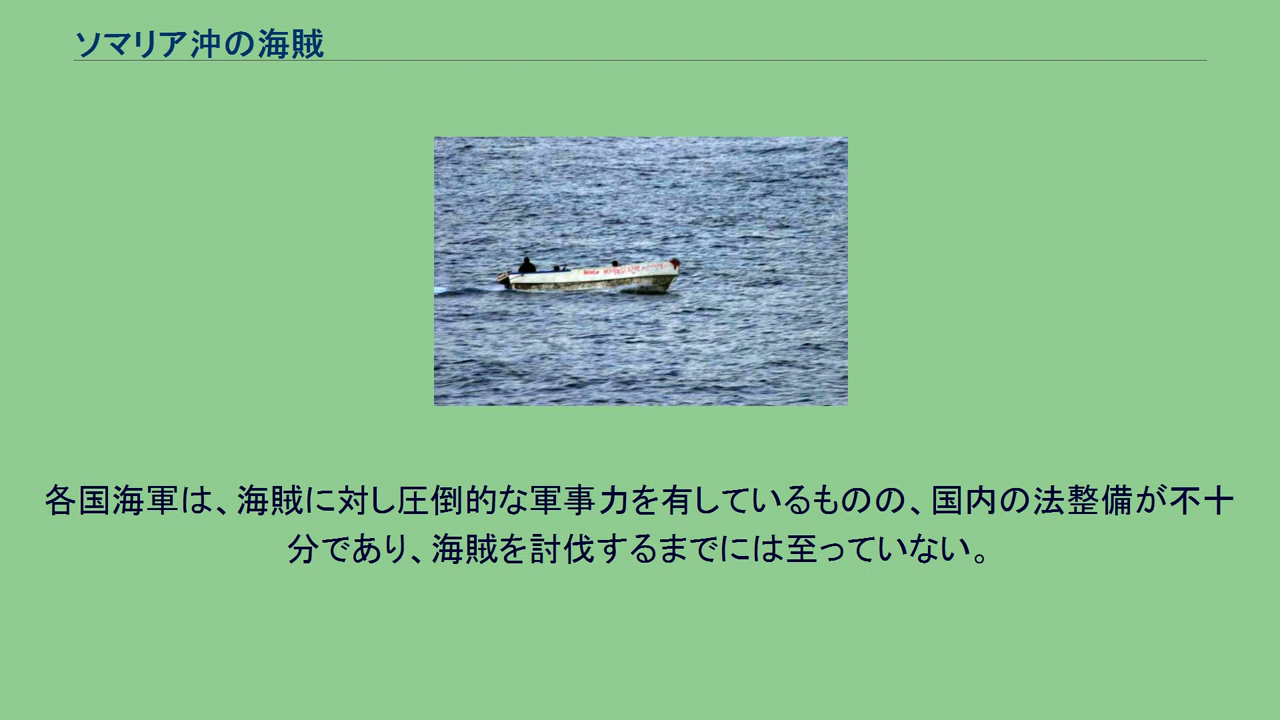 ソマリア沖の海賊
各国海軍は、海賊に対し圧倒的な軍事力を有しているものの、国内の法整備が不十
分であり、海賊を討伐するまでには至っていない。